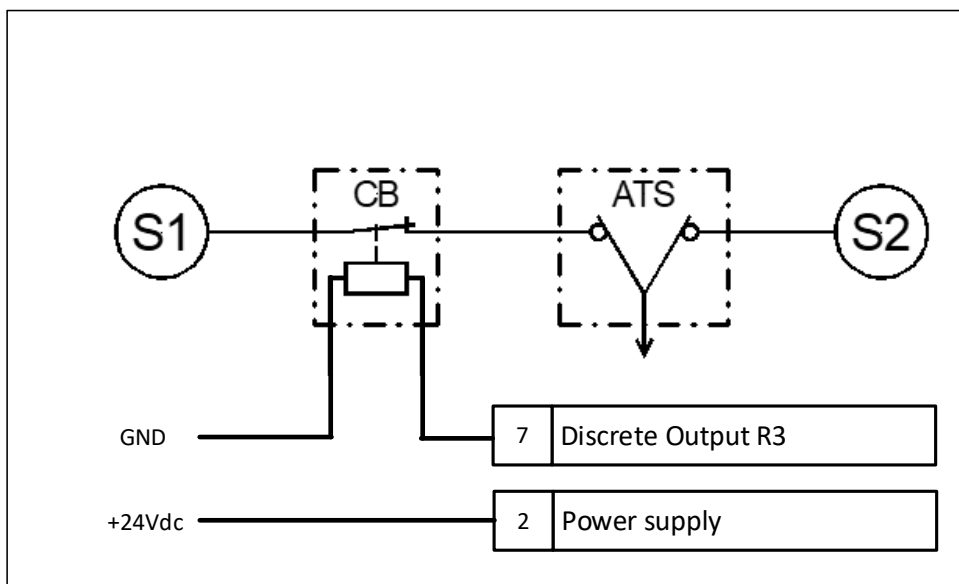 CB
ATS
S1
S2
GND
7 Discrete Output R3
+24Vdc
2 Power supply